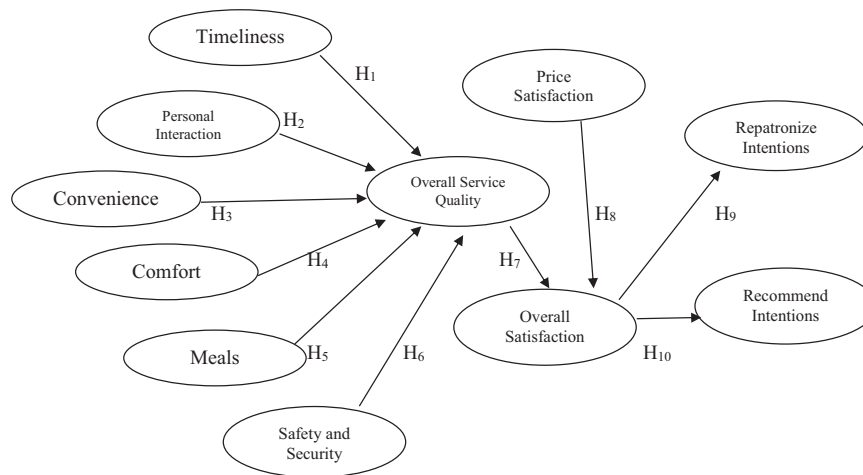 Timeliness
H1
Price
Satisfaction
Personal
Interaction
H2
Repatronize
Intentions
Overall Service
Quality
Convenience
H3
H8
H9
Comfort
H4
H7
Overall
Satisfaction
Recommend
Intentions
Meals
H5
H6
H10
Safety and
Security